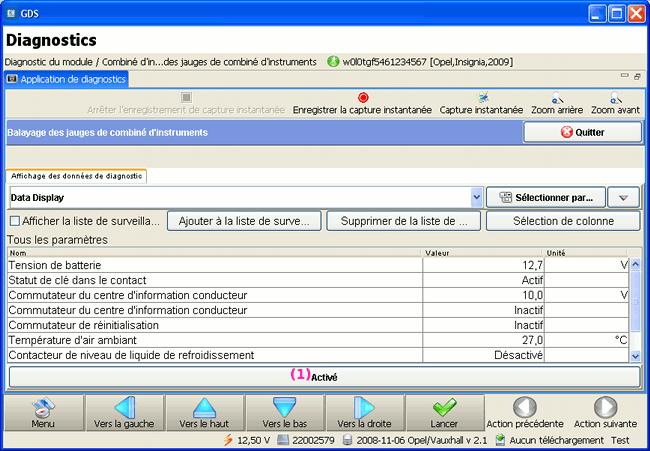 GDS
Diagnostics
Diagnostic du module / Combiné d'in...des jauges de combiné d'instruments w0l0tgf5461234567 [Opel,Insignia,2009]
Application de diagnostics
Arrêter l'enregistrement de capture instantanée Enregistrer la capture instantanée Capture instantanée Zoom arrière Zoom avant
Balayage des jauges de combiné d'instruments Quitter
Affichage des données de diagnostic
Data Display Sélectionner par...
Afficher la liste de surveilla... Ajouter à la liste de surve... Supprimer de la liste de ... Sélection de colonne
Tous les paramètres
Nom Valeur Unité
Tension de batterie 12,7 V
Statut de clé dans le contact Actif
Commutateur du centre d'information conducteur 10,0 V
Commutateur du centre d'information conducteur Inactif
Commutateur de réinitialisation Inactif
Température d'air ambiant 27,0 °C
Contacteur de niveau de liquide de refroidissement Désactivé
(1) Activé
Menu Vers la gauche Vers le haut Vers le bas Vers la droite Lancer Action précédente Action suivante
12,50 V 22002579 2008-11-06 Opel/Vauxhall v 2.1 Aucun téléchargement Test